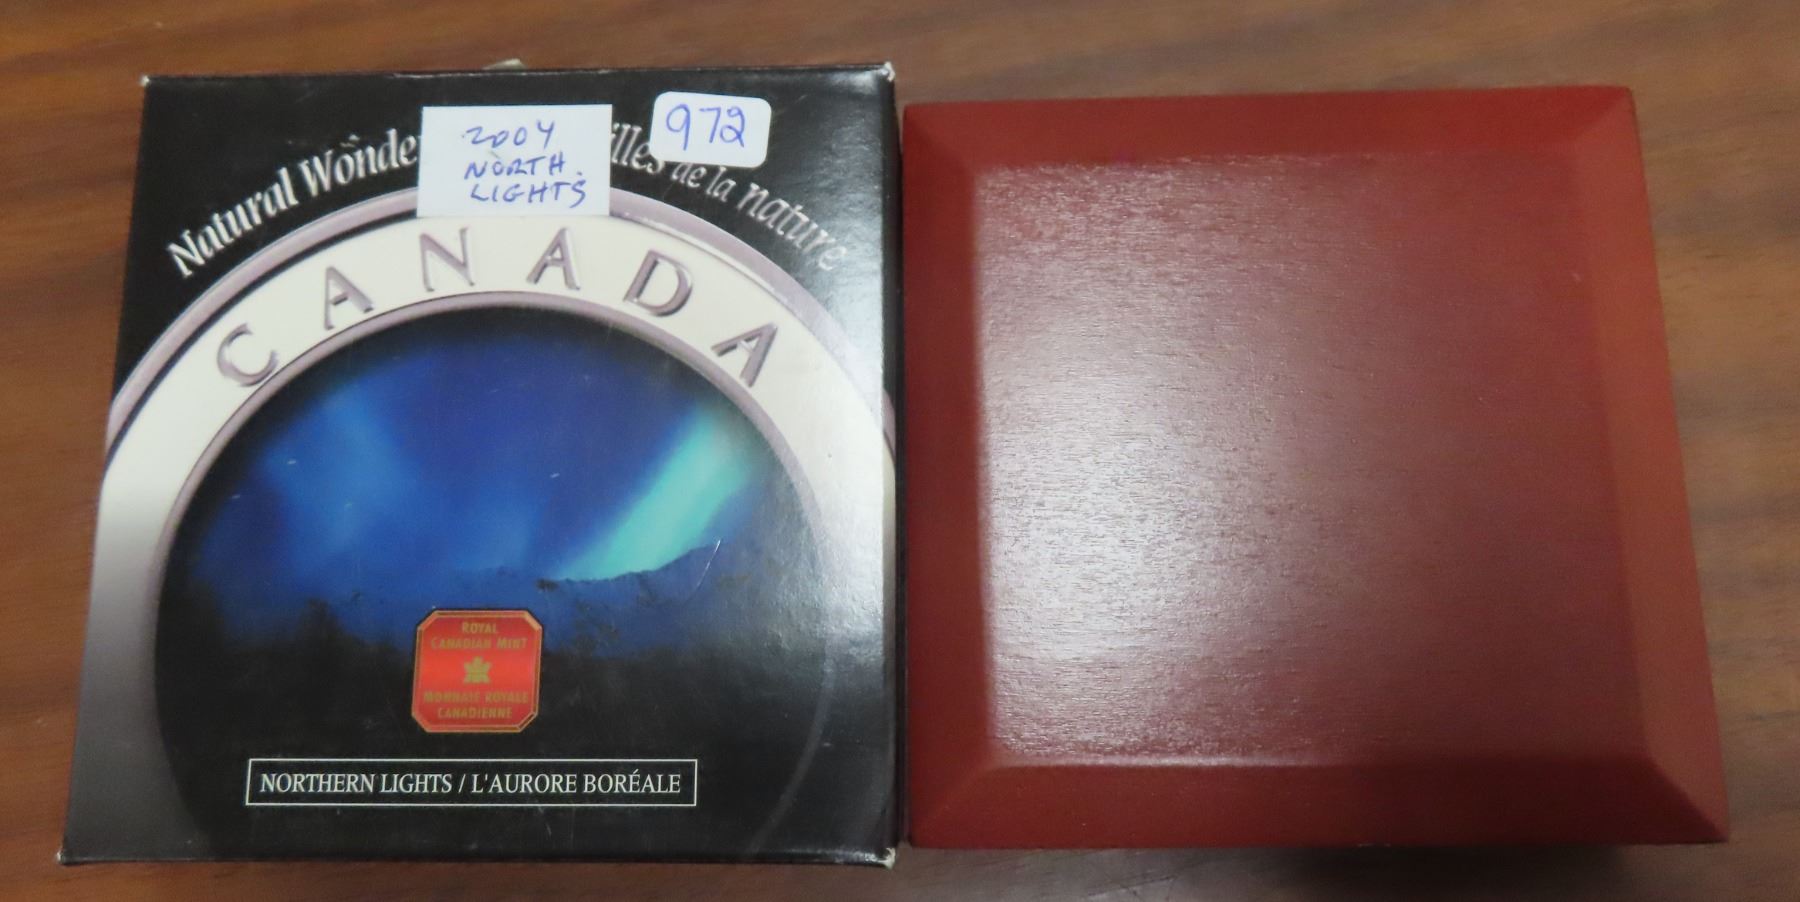 2004
NORTH.
LIGHTS
972
Natural Wonde
illes de la nature
CANADA
ROYAL
CANADIAN MINT
MONNAIE ROYALE
CANADIENNE
NORTHERN LIGHTS / L'AURORE BORÉALE